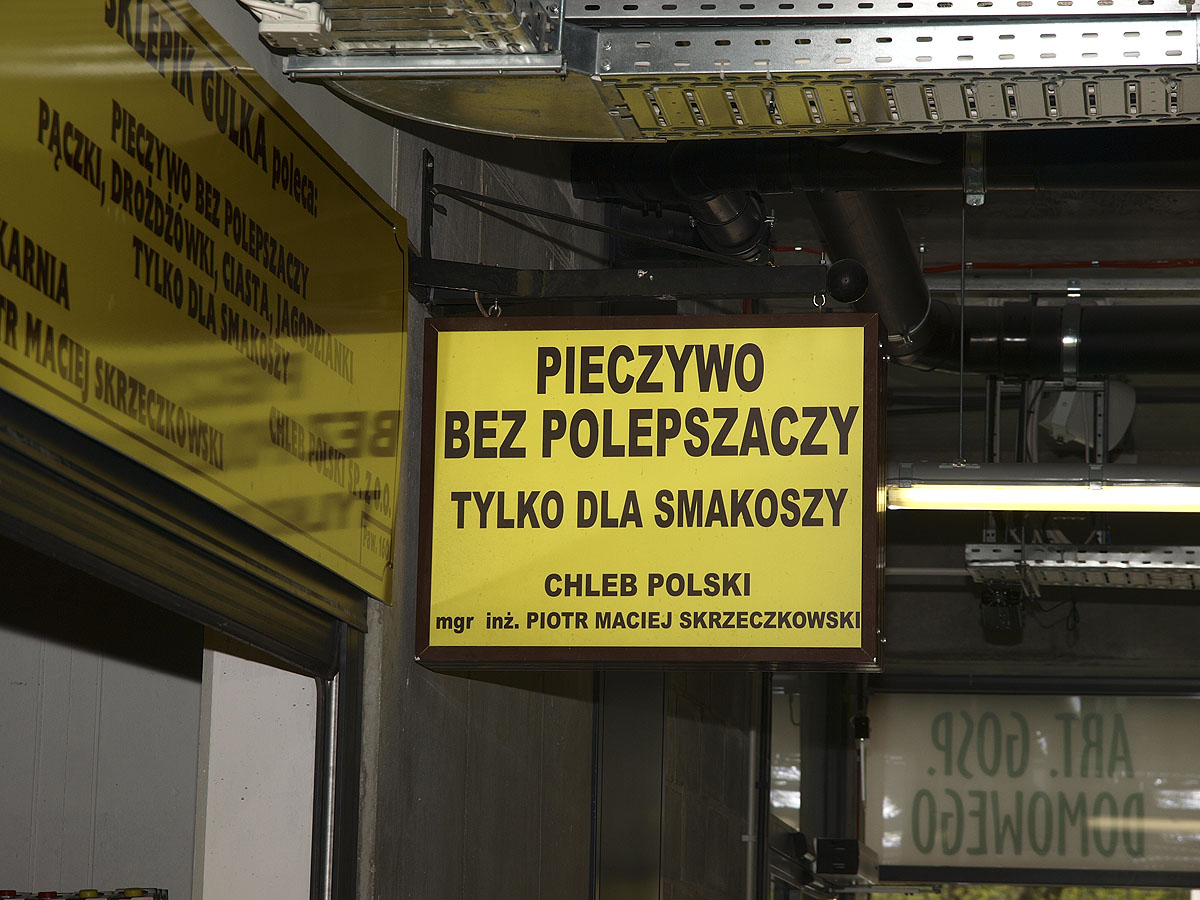 SKLEPIK GULKA poleca:
PIECZYWO BEZ POLEPSZACZY
PĄCZKI, DROŻDŻÓWKI, CIASTA, JAGODZIANKI
TYLKO DLA SMAKOSZY
KARNIA
TR MACIEJ SKRZECZKOWSKI
CHLEB POLSKI SP. Z O.O.
Paw.
PIECZYWO
BEZ POLEPSZACZY
TYLKO DLA SMAKOSZY
CHLEB POLSKI
mgr inż. PIOTR MACIEJ SKRZECZKOWSKI
ART. GOSP.
DOMOWEGO